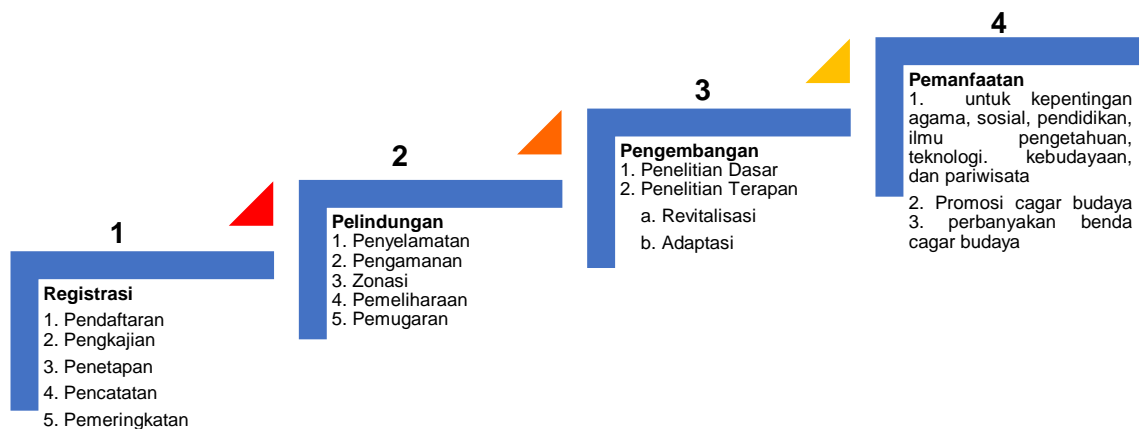 1
Registrasi
1. Pendaftaran
2. Pengkajian
3. Penetapan
4. Pencatatan
5. Pemeringkatan
2
Pelindungan
1. Penyelamatan
2. Pengamanan
3. Zonasi
4. Pemeliharaan
5. Pemugaran
3
Pengembangan
1. Penelitian Dasar
2. Penelitian Terapan
a. Revitalisasi
b. Adaptasi
4
Pemanfaatan
1. untuk kepentingan
agama, sosial, pendidikan,
ilmu pengetahuan,
teknologi. kebudayaan,
dan pariwisata
2. Promosi cagar budaya
3. perbanyakan benda
cagar budaya